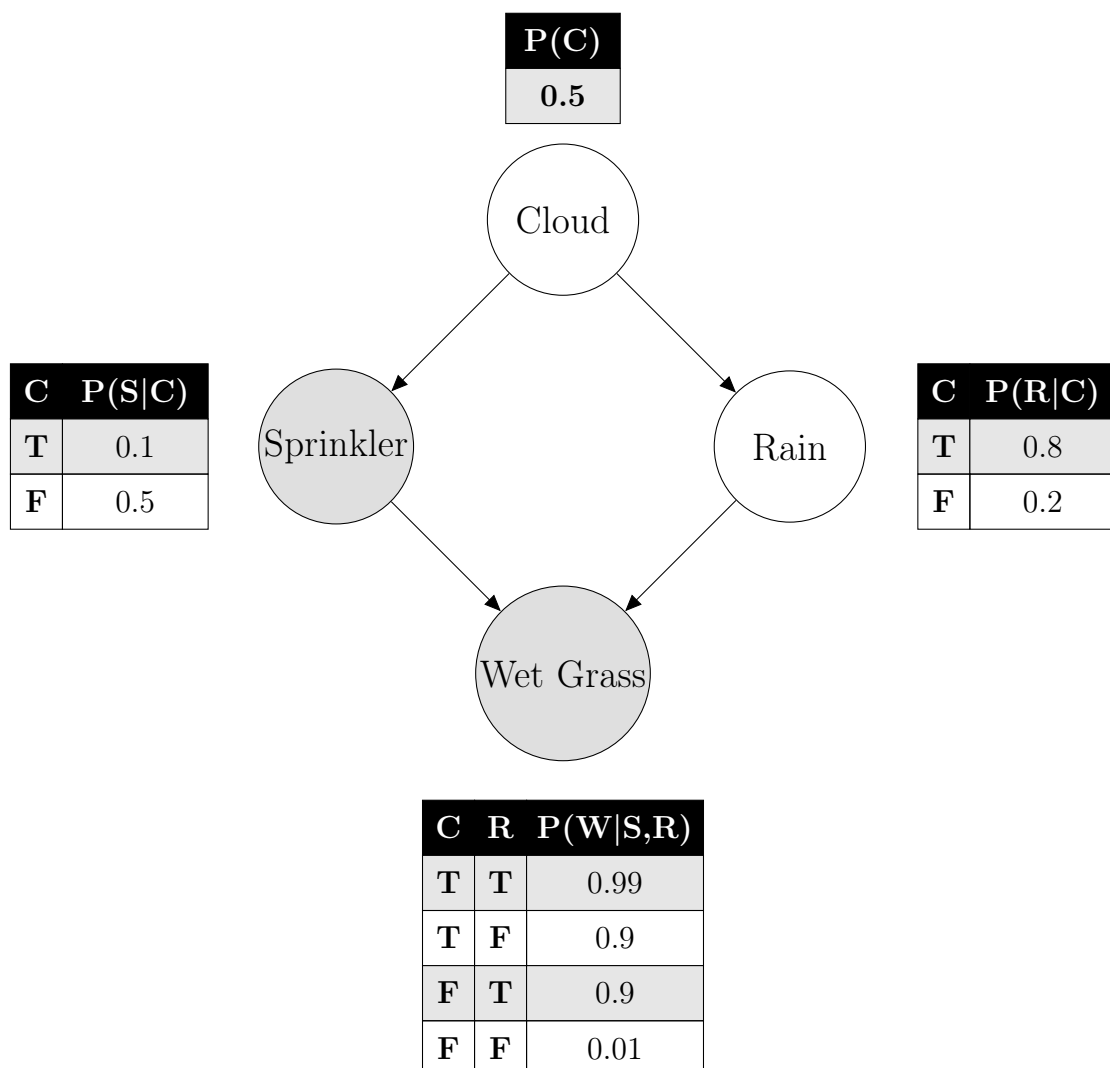 P(C)
0.5
Cloud
C P(S|C)
T 0.1
F 0.5
Sprinkler
Rain
C P(R|C)
T 0.8
F 0.2
Wet Grass
C R P(W|S,R)
T T 0.99
T F 0.9
F T 0.9
F F 0.01